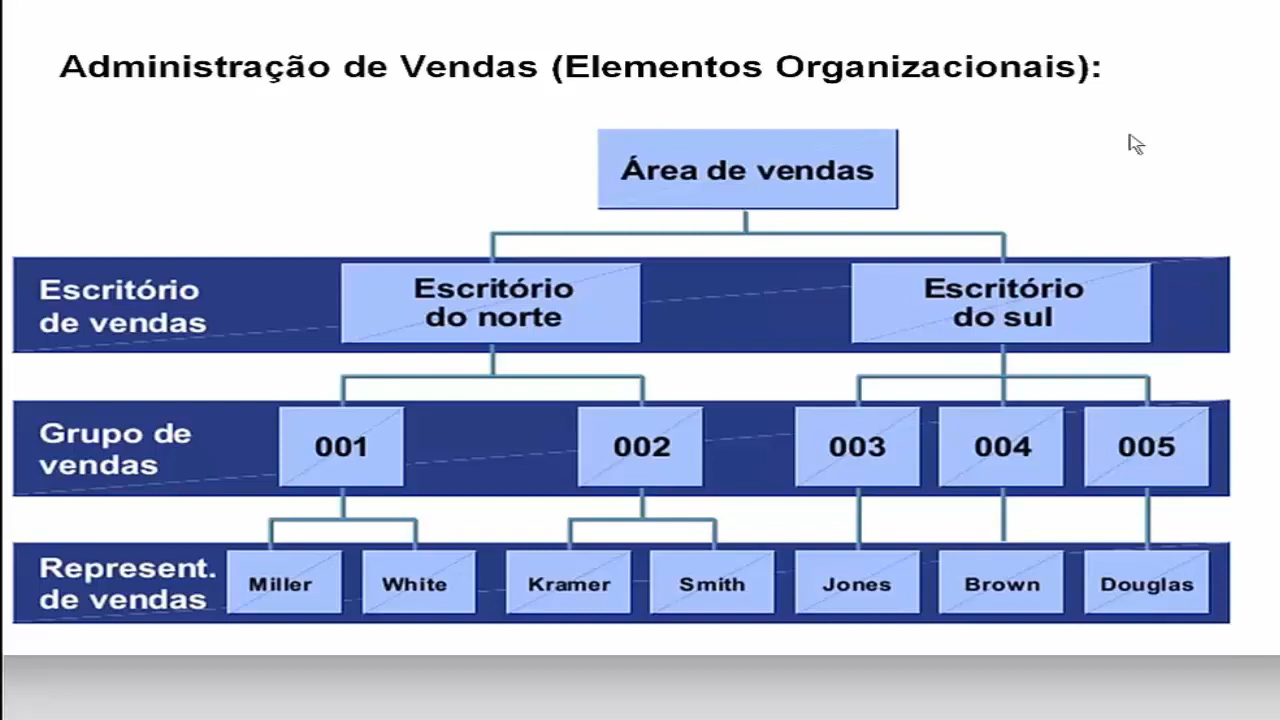 Administração de Vendas (Elementos Organizacionais):
Área de vendas
Escritório
de vendas
Escritório
do norte
Escritório
do sul
Grupo de
vendas
001
002
003
004
005
Represent.
de vendas
Miller
White
Kramer
Smith
Jones
Brown
Douglas